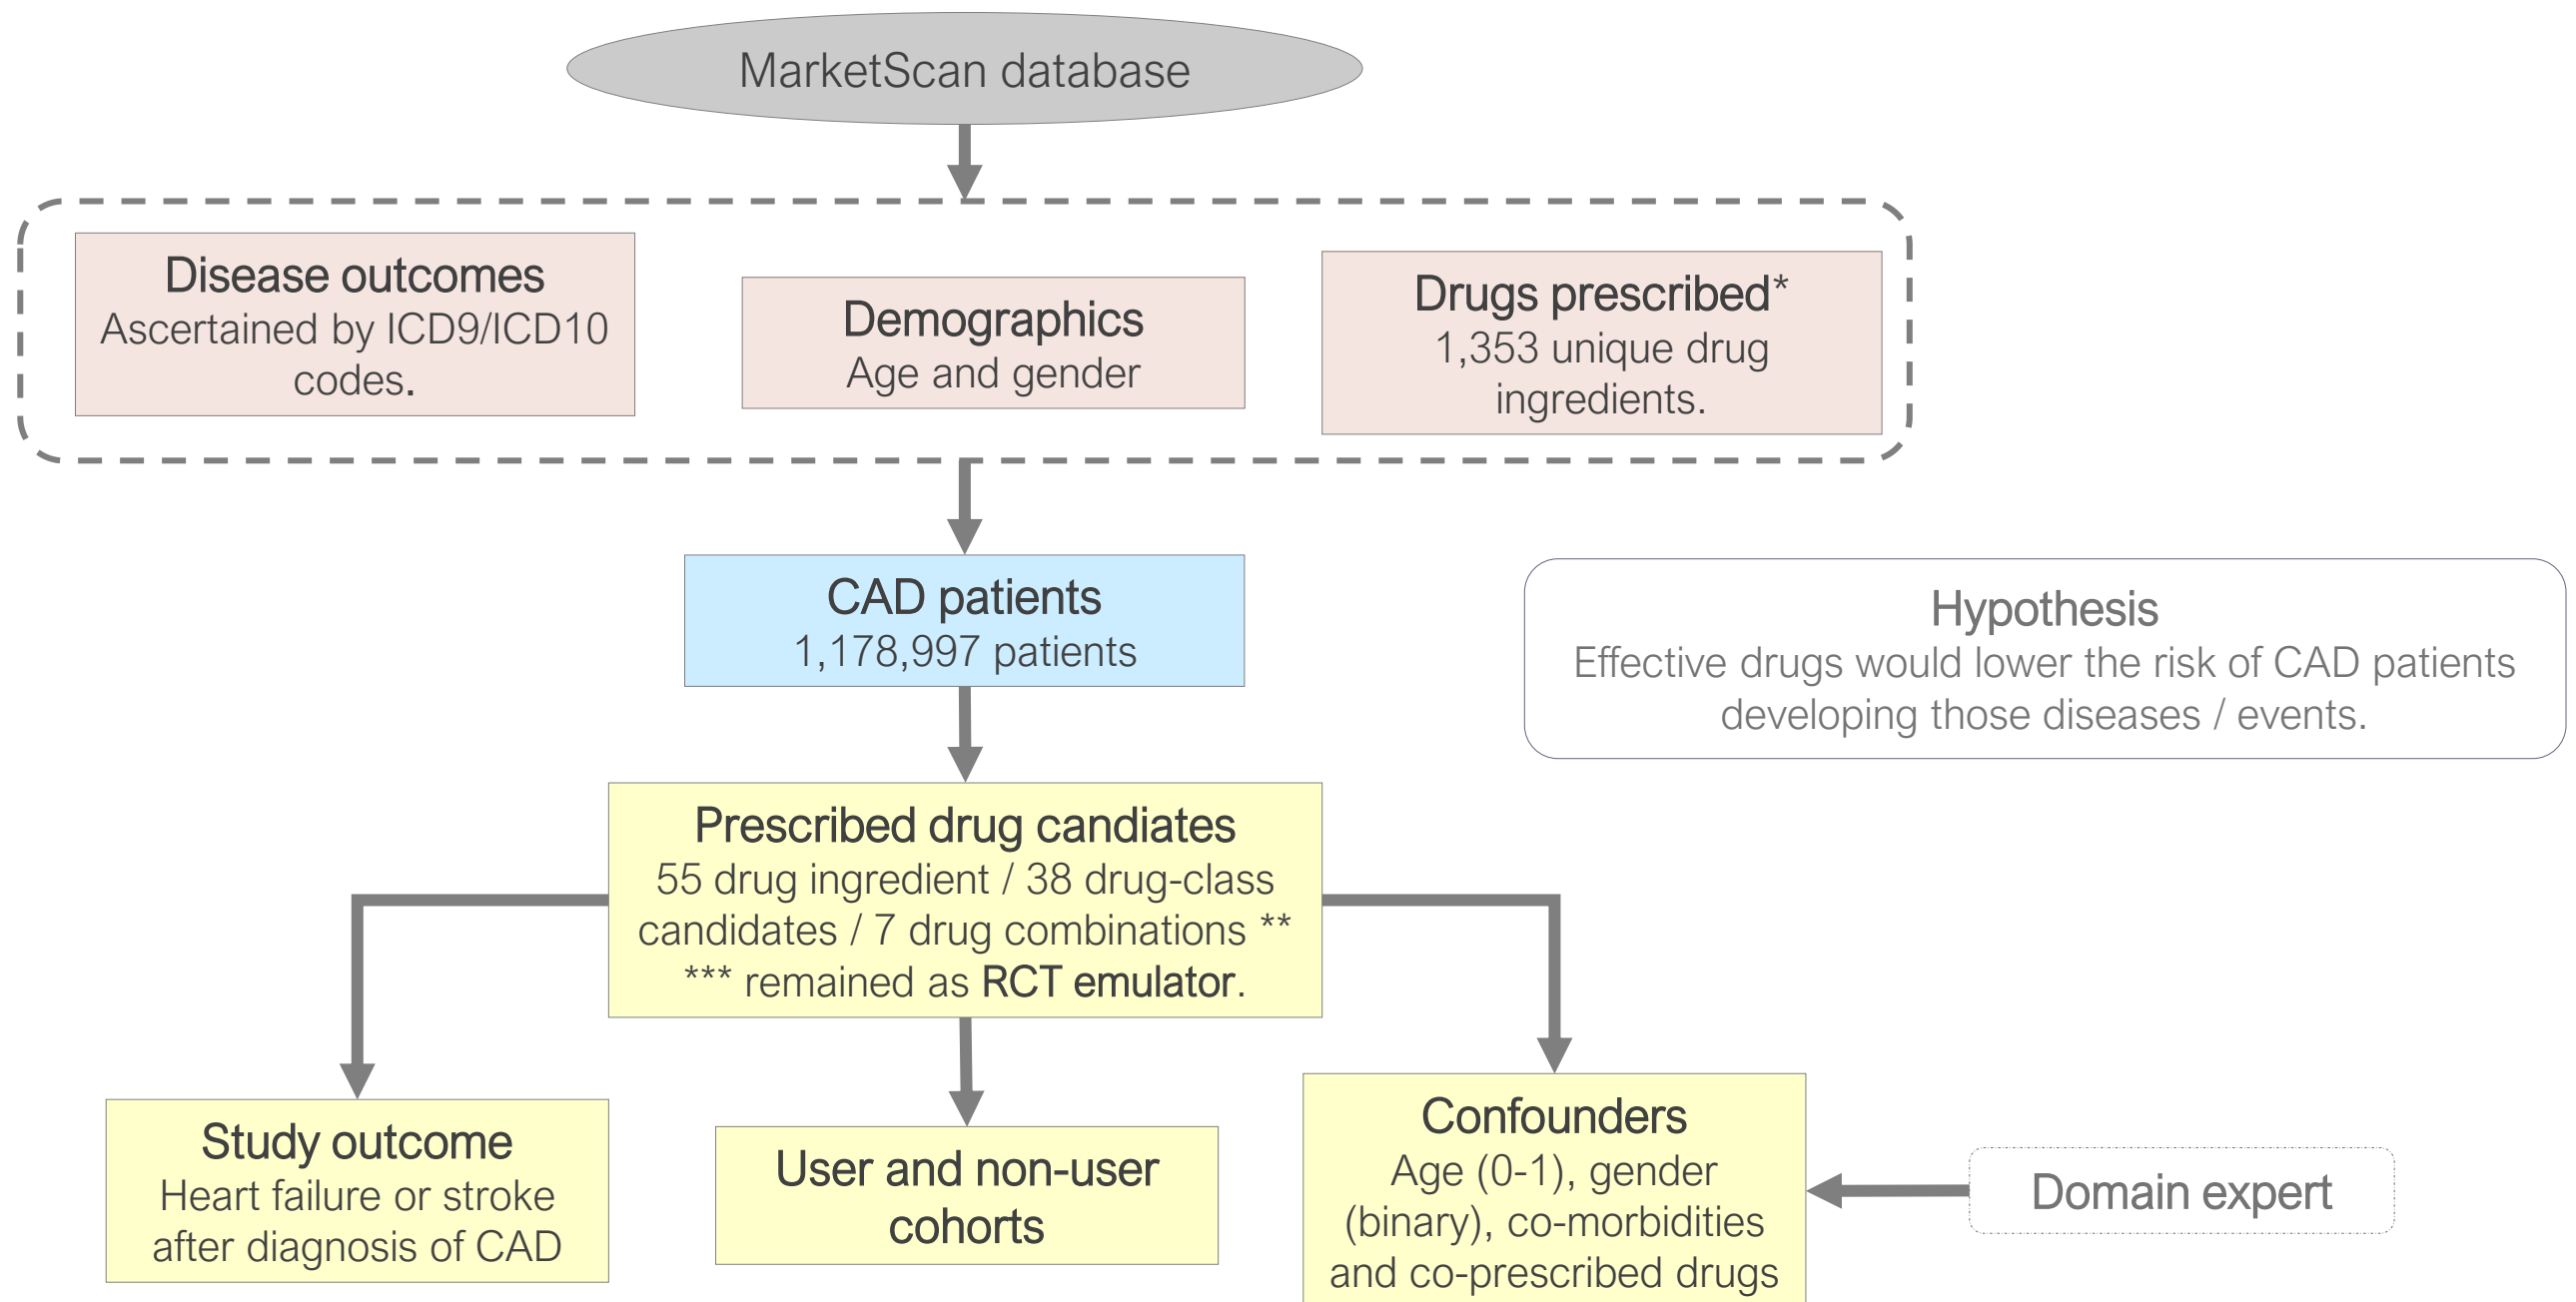 MarketScan database
Disease outcomes
Ascertained by ICD9/ICD10
codes.
Demographics
Age and gender
Drugs prescribed*
1,353 unique drug
ingredients.
CAD patients
1,178,997 patients
Hypothesis
Effective drugs would lower the risk of CAD patients
developing those diseases / events.
Prescribed drug candiates
55 drug ingredient / 38 drug-class
candidates / 7 drug combinations **
*** remained as RCT emulator.
Study outcome
Heart failure or stroke
after diagnosis of CAD
User and non-user
cohorts
Confounders
Age (0-1), gender
(binary), co-morbidities
and co-prescribed drugs
Domain expert